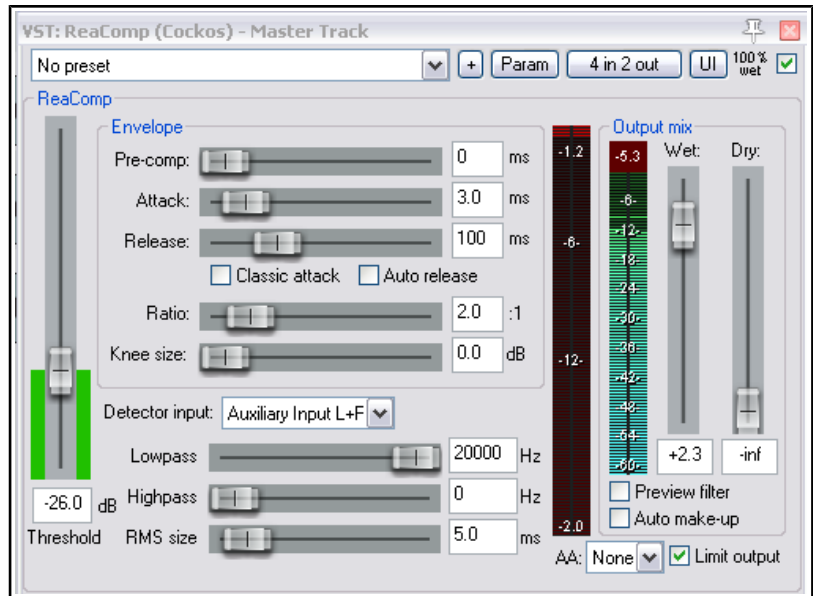 VST: ReaComp (Cockos) - Master Track
No preset + Param 4 in 2 out UI 100% wet
ReaComp
Envelope
Pre-comp: 0 ms
Attack: 3.0 ms
Release: 100 ms
Classic attack Auto release
Ratio: 2.0 :1
Knee size: 0.0 dB
Detector input: Auxiliary Input L+F
Lowpass 20000 Hz
Highpass 0 Hz
RMS size 5.0 ms
-26.0 dB
Threshold
-1.2
-6-
-12-
-2.0
Output mix
Wet: Dry:
-5.3
-6-
-12-
-18-
-24-
-30-
-36-
-42-
-48-
-54-
-60-
+2.3 -inf
Preview filter
Auto make-up
AA: None Limit output